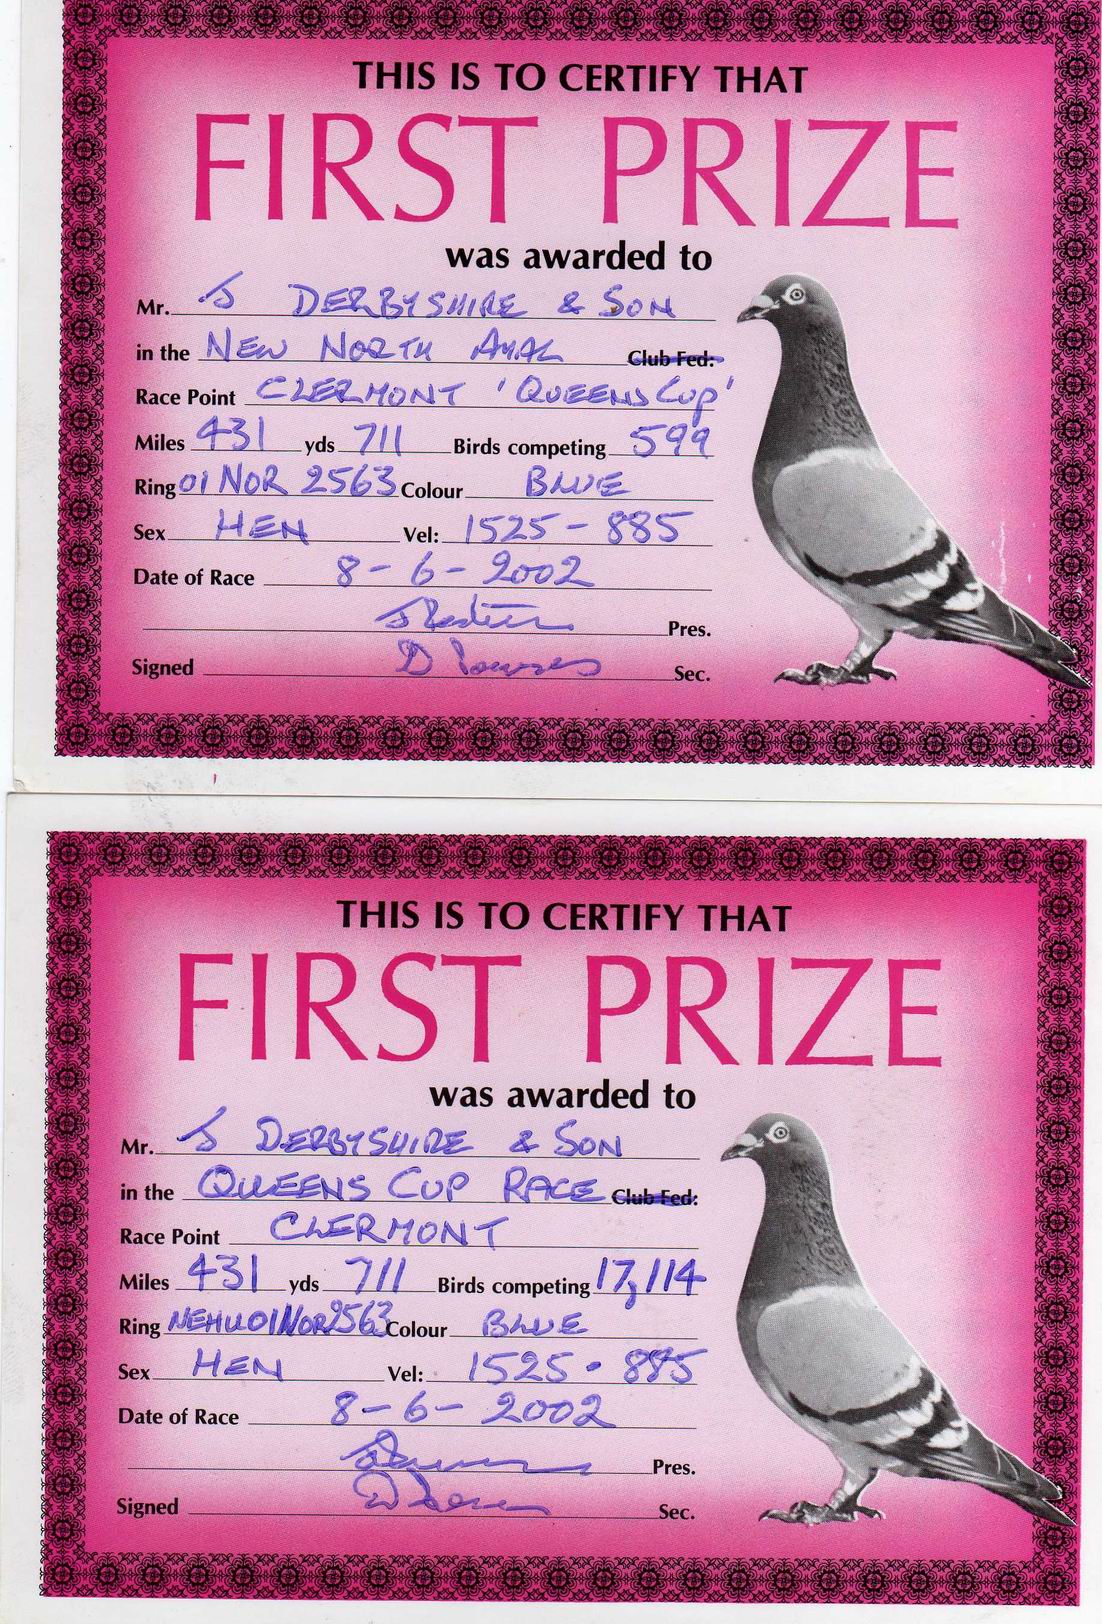 THIS IS TO CERTIFY THAT
FIRST PRIZE
was awarded to
Mr. J DERBYSHIRE & SON
in the NEW NORTH AMAL Club Fed:
Race Point CLERMONT 'QUEENS CUP'
Miles 431 yds 711 Birds competing 599
Ring 01 NOR 2563 Colour BLUE
Sex HEN Vel: 1525-885
Date of Race 8-6-2002
Pres.
Signed D Sec.
THIS IS TO CERTIFY THAT
FIRST PRIZE
was awarded to
Mr. J DERBYSHIRE & SON
in the QUEENS CUP RACE Club Fed:
Race Point CLERMONT
Miles 431 yds 711 Birds competing 17,114
Ring NEHU01NOR2563 Colour BLUE
Sex HEN Vel: 1525.885
Date of Race 8-6-2002
Pres.
Signed D Sec.